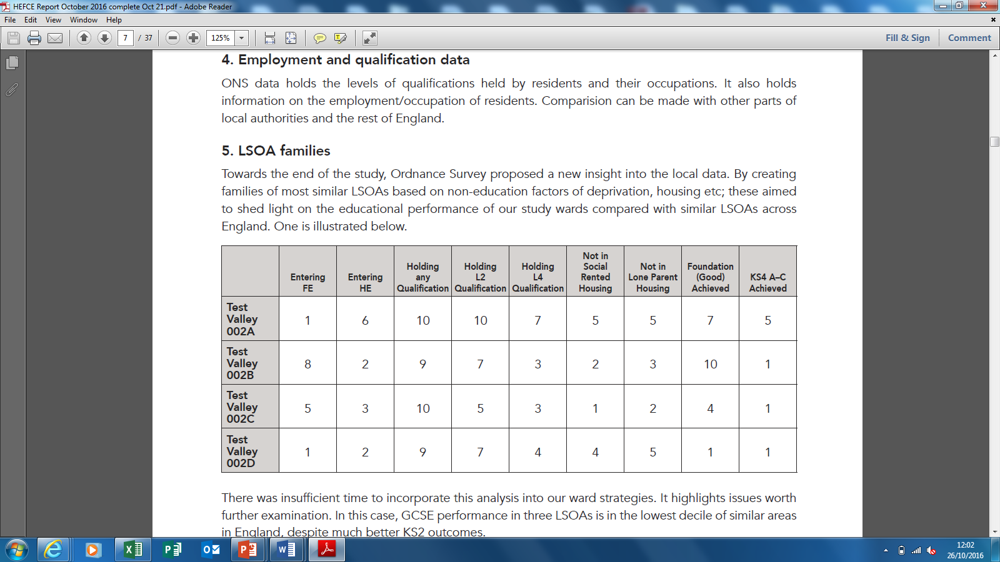 HEFCE Report October 2016 complete Oct 21.pdf - Adobe Reader
File Edit View Window Help
7 / 37 125% Fill & Sign Comment
4. Employment and qualification data
ONS data holds the levels of qualifications held by residents and their occupations. It also holds
information on the employment/occupation of residents. Comparision can be made with other parts of
local authorities and the rest of England.
5. LSOA families
Towards the end of the study, Ordnance Survey proposed a new insight into the local data. By creating
families of most similar LSOAs based on non-education factors of deprivation, housing etc; these aimed
to shed light on the educational performance of our study wards compared with similar LSOAs across
England. One is illustrated below.
Entering
FE
Entering
HE
Holding
any
Qualification
Holding
L2
Qualification
Holding
L4
Qualification
Not in
Social
Rented
Housing
Not in
Lone Parent
Housing
Foundation
(Good)
Achieved
KS4 A–C
Achieved
Test
Valley
002A
1 6 10 10 7 5 5 7 5
Test
Valley
002B
8 2 9 7 3 2 3 10 1
Test
Valley
002C
5 3 10 5 3 1 2 4 1
Test
Valley
002D
1 2 9 7 4 4 5 1 1
There was insufficient time to incorporate this analysis into our ward strategies. It highlights issues worth
further examination. In this case, GCSE performance in three LSOAs is in the lowest decile of similar areas
in England, despite much better KS2 outcomes.
12:02
26/10/2016